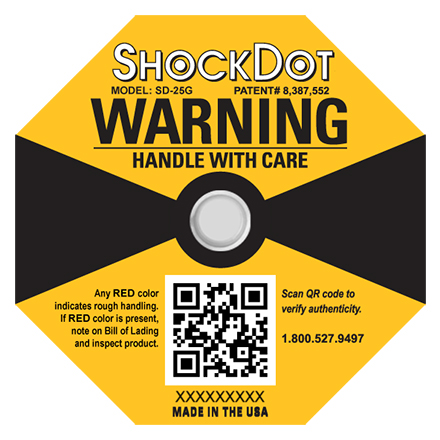 SHOCKDOT
MODEL: SD-25G PATENT# 8,387,552
WARNING
HANDLE WITH CARE
Any RED color
indicates rough handling.
If RED color is present,
note on Bill of Lading
and inspect product.
Scan QR code to
verify authenticity.
1.800.527.9497
XXXXXXXXX
MADE IN THE USA